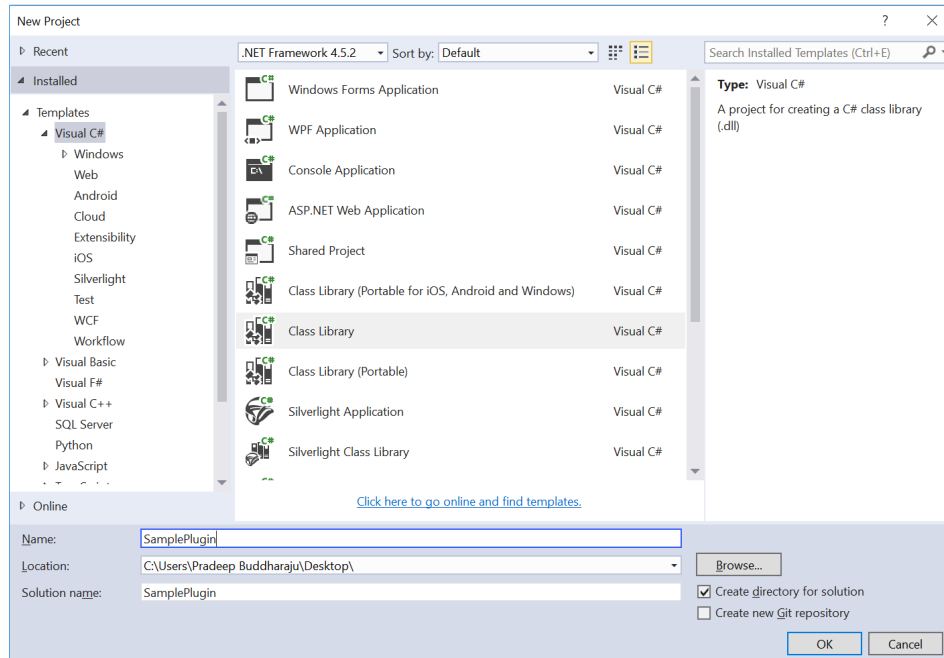 New Project
?
Recent
Installed
Templates
Visual C#
Windows
Web
Android
Cloud
Extensibility
iOS
Silverlight
Test
WCF
Workflow
Visual Basic
Visual F#
Visual C++
SQL Server
Python
JavaScript
Online
.NET Framework 4.5.2 Sort by: Default
Windows Forms Application Visual C#
WPF Application Visual C#
Console Application Visual C#
ASP.NET Web Application Visual C#
Shared Project Visual C#
Class Library (Portable for iOS, Android and Windows) Visual C#
Class Library Visual C#
Class Library (Portable) Visual C#
Silverlight Application Visual C#
Silverlight Class Library Visual C#
Click here to go online and find templates.
Search Installed Templates (Ctrl+E)
Type: Visual C#
A project for creating a C# class library
(.dll)
Name: SamplePlugin
Location: C:\Users\Pradeep Buddharaju\Desktop\ Browse...
Solution name: SamplePlugin
Create directory for solution
Create new Git repository
OK Cancel